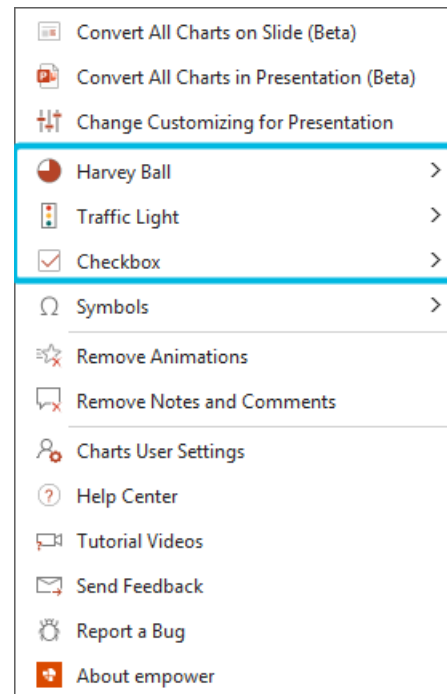 Convert All Charts on Slide (Beta)
Convert All Charts in Presentation (Beta)
Change Customizing for Presentation
Harvey Ball
Traffic Light
Checkbox
Symbols
Remove Animations
Remove Notes and Comments
Charts User Settings
Help Center
Tutorial Videos
Send Feedback
Report a Bug
About empower